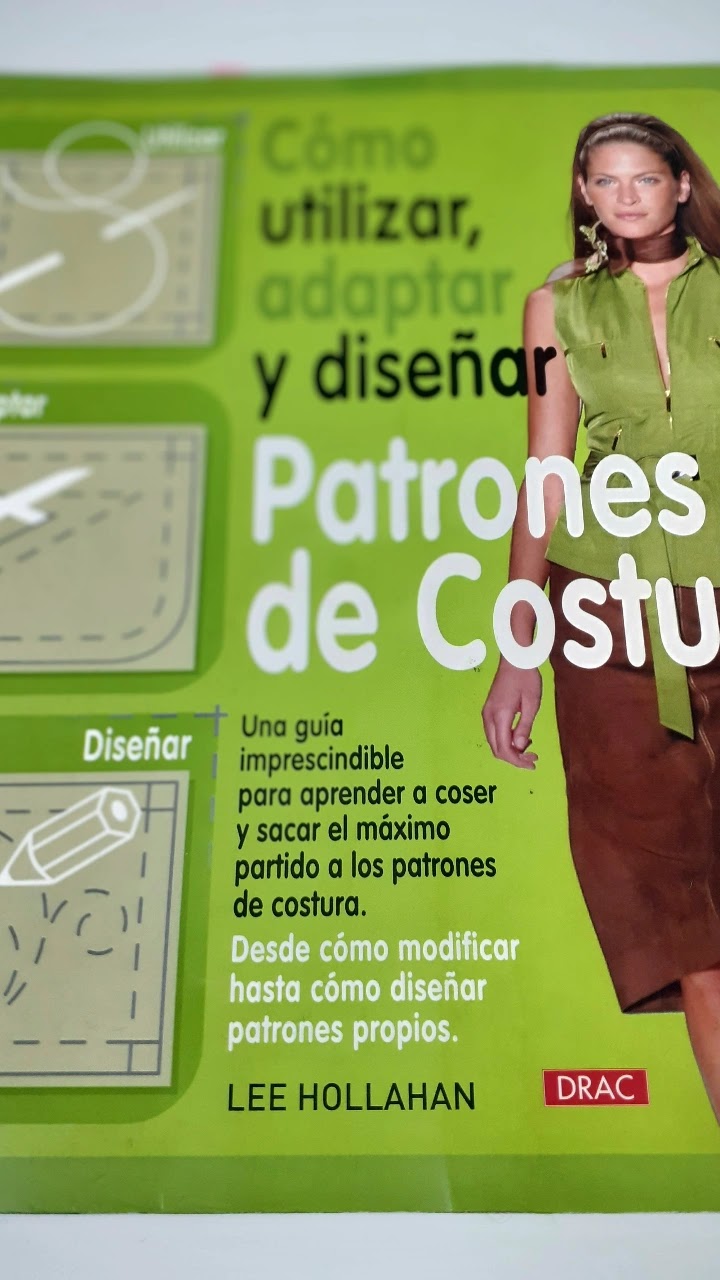 Utilizar
Cómo
utilizar,
adaptar
y diseñar
Patrones
de Costu
ptar
Diseñar
Una guía
imprescindible
para aprender a coser
y sacar el máximo
partido a los patrones
de costura.
Desde cómo modificar
hasta cómo diseñar
patrones propios.
LEE HOLLAHAN
DRAC